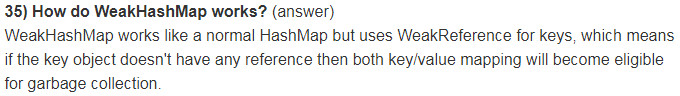 35) How do WeakHashMap works? (answer)
WeakHashMap works like a normal HashMap but uses WeakReference for keys, which means
if the key object doesn't have any reference then both key/value mapping will become eligible
for garbage collection.